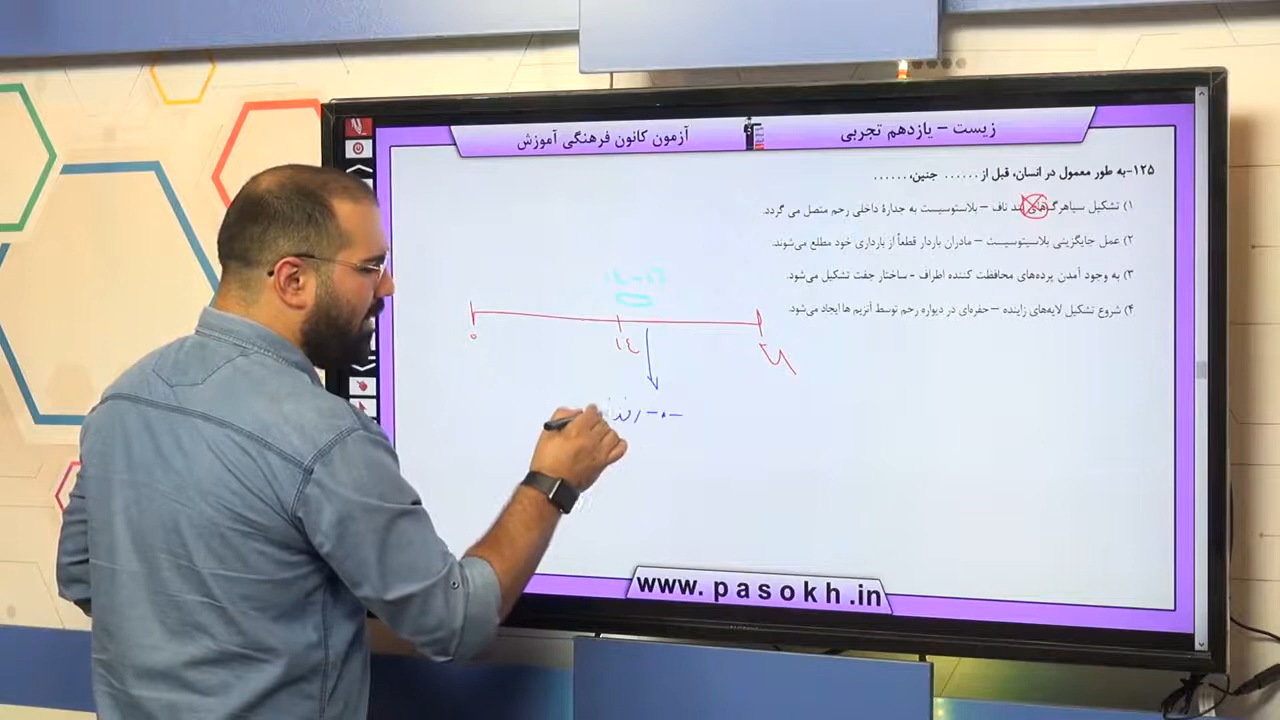 زیست – یازدهم تجربی
آزمون کانون فرهنگی آموزش
۱۲۵-به طور معمول در انسان، قبل از ...... جنین، ......
۱) تشکیل سیاهرگ‌های بند ناف – بلاستوسیست به جدارهٔ داخلی رحم متصل می گردد.
۲) عمل جایگزینی بلاسیتوسیست – مادران باردار قطعاً از بارداری خود مطلع می‌شوند.
۳) به وجود آمدن پرده‌های محافظت کننده اطراف - ساختار جفت تشکیل می‌شود.
۴) شروع تشکیل لایه‌های زاینده – حفره‌ای در دیواره رحم توسط آنزیم ها ایجاد می‌شود.
۰
۱٤
www.pasokh.in